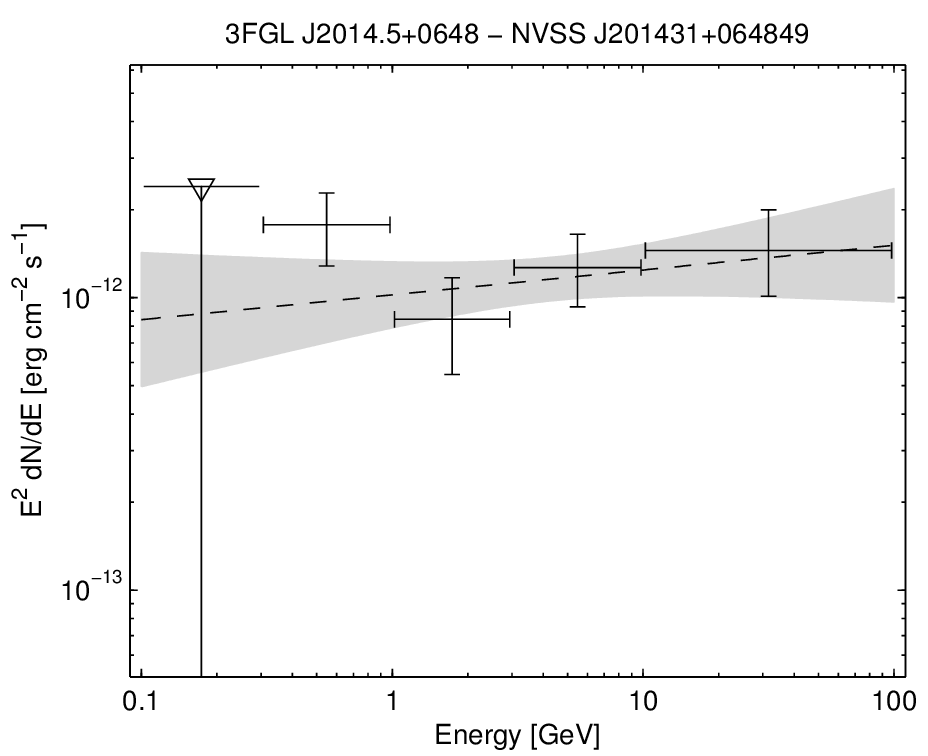 3FGL J2014.5+0648 − NVSS J201431+064849
E² dN/dE [erg cm⁻² s⁻¹]
10⁻¹²
10⁻¹³
0.1 1 10 100
Energy [GeV]